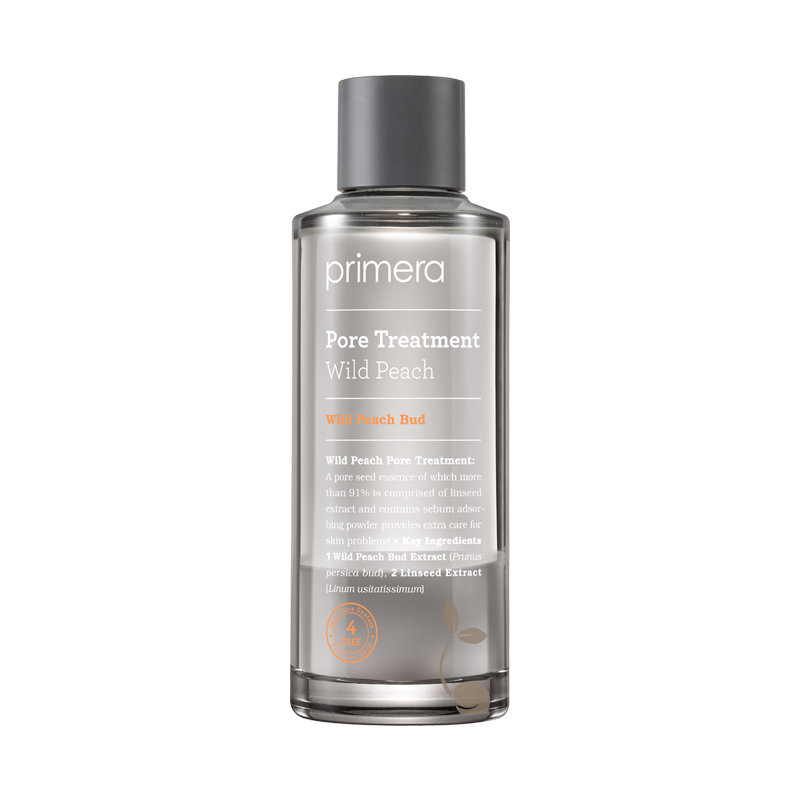 primera
Pore Treatment
Wild Peach
Wild Peach Bud
Wild Peach Pore Treatment:
A pore seed essence of which more
than 91% is comprised of linseed
extract and contains sebum adsor-
bing powder provides extra care for
skin problems + Key Ingredients
1 Wild Peach Bud Extract (Prunus
persica bud), 2 Linseed Extract
(Linum usitatissimum)
4
FREE